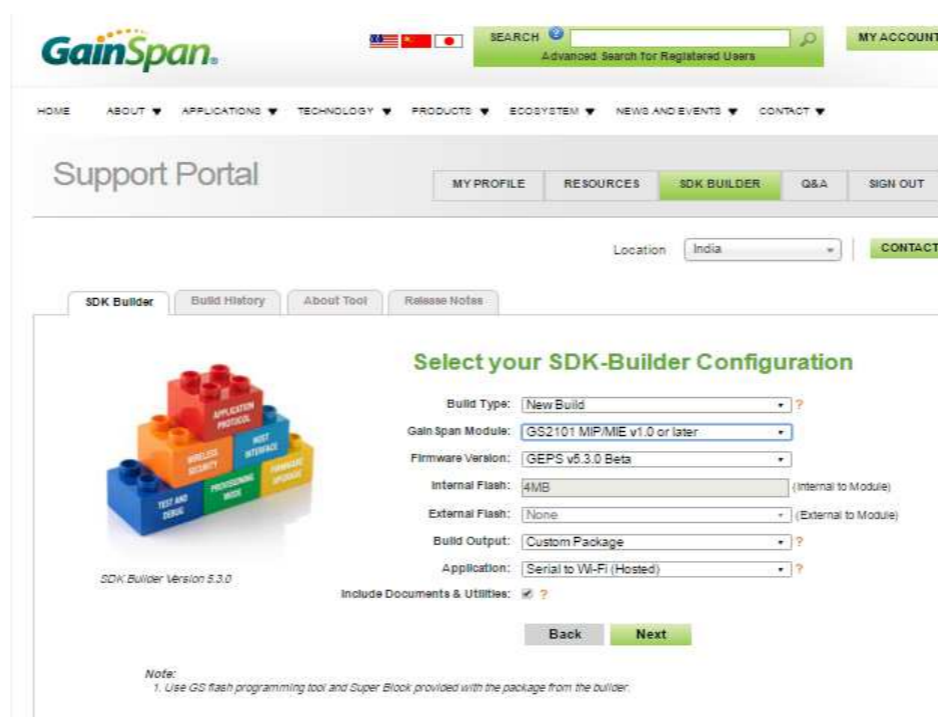 GainSpan®
SEARCH ?
MY ACCOUNT
Advanced Search for Registered Users
HOME ABOUT ▼ APPLICATIONS ▼ TECHNOLOGY ▼ PRODUCTS ▼ ECOSYSTEM ▼ NEWS AND EVENTS ▼ CONTACT ▼
Support Portal
MY PROFILE RESOURCES SDK BUILDER Q&A SIGN OUT
Location India CONTACT
SDK Builder Build History About Tool Release Notes
Select your SDK-Builder Configuration
Build Type: New Build ?
GainSpan Module: GS2101 MIP/MIE v1.0 or later
Firmware Version: GEPS v5.3.0 Beta
Internal Flash: 4MB (Internal to Module)
External Flash: None (External to Module)
Build Output: Custom Package ?
Application: Serial to Wi-Fi (Hosted) ?
Include Documents & Utilities: ?
APPLICATION PROTOCOL
WIRELESS SECURITY
HOST INTERFACE
TEST AND DEBUG
PROVISIONING MODE
FIRMWARE UPGRADE
SDK Builder Version 5.3.0
Back Next
Note:
1. Use GS flash programming tool and Super Block provided with the package from the builder.